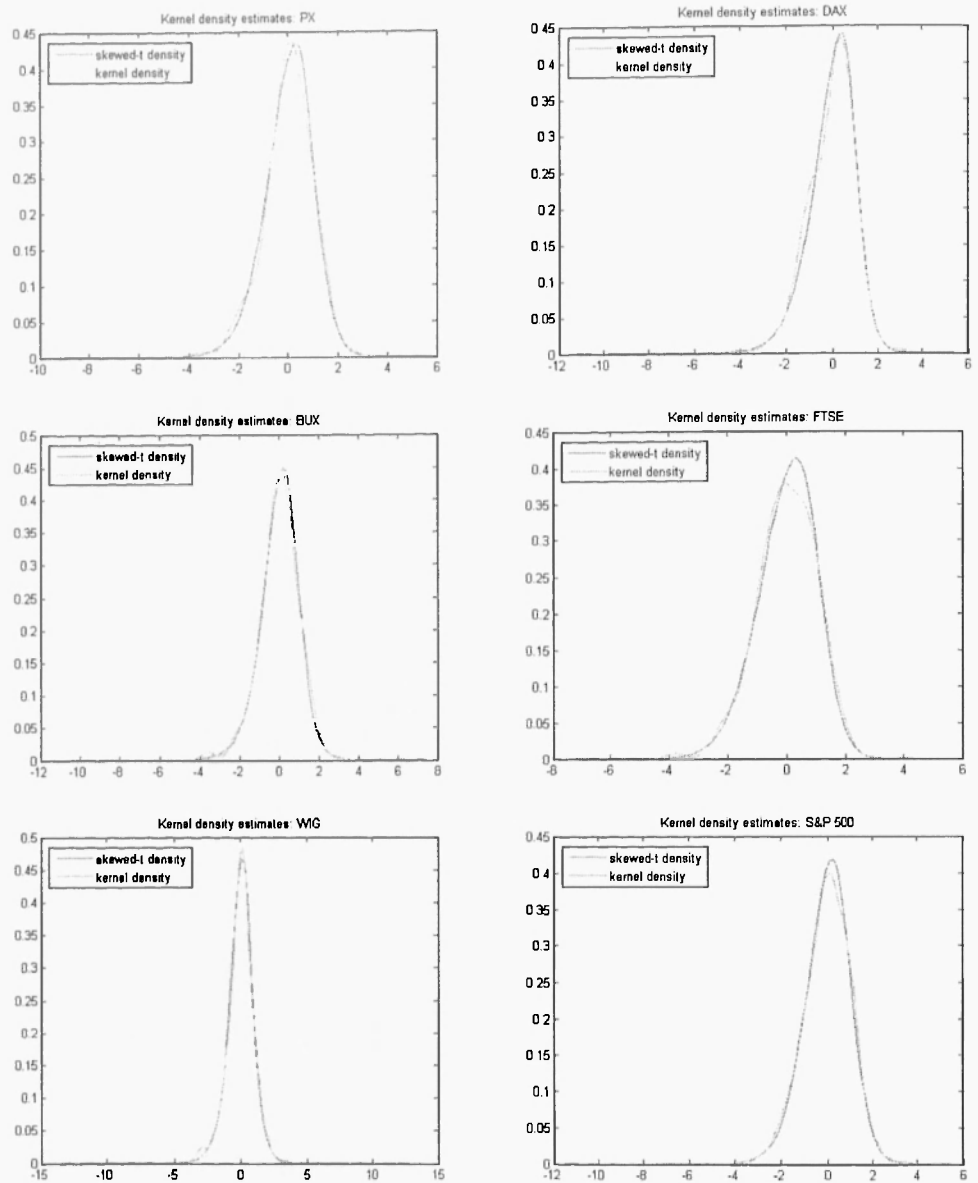 Kernel density estimates: PX
skewed-t density
kernel density
0.45
0.4
0.35
0.3
0.25
0.2
0.15
0.1
0.05
0
-10 -8 -6 -4 -2 0 2 4 6
Kernel density estimates: DAX
skewed-t density
kernel density
0.45
0.4
0.35
0.3
0.25
0.2
0.15
0.1
0.05
0
-12 -10 -8 -6 -4 -2 0 2 4 6
Kernel density estimates: BUX
skewed-t density
kernel density
0.5
0.45
0.4
0.35
0.3
0.25
0.2
0.15
0.1
0.05
0
-12 -10 -8 -6 -4 -2 0 2 4 6 8
Kernel density estimates: FTSE
skewed-t density
kernel density
0.45
0.4
0.35
0.3
0.25
0.2
0.15
0.1
0.05
0
-8 -6 -4 -2 0 2 4 6
Kernel density estimates: WIG
skewed-t density
kernel density
0.5
0.45
0.4
0.35
0.3
0.25
0.2
0.15
0.1
0.05
0
-15 -10 -5 0 5 10 15
Kernel density estimates: S&P 500
skewed-t density
kernel density
0.45
0.4
0.35
0.3
0.25
0.2
0.15
0.1
0.05
0
-12 -10 -8 -6 -4 -2 0 2 4 6